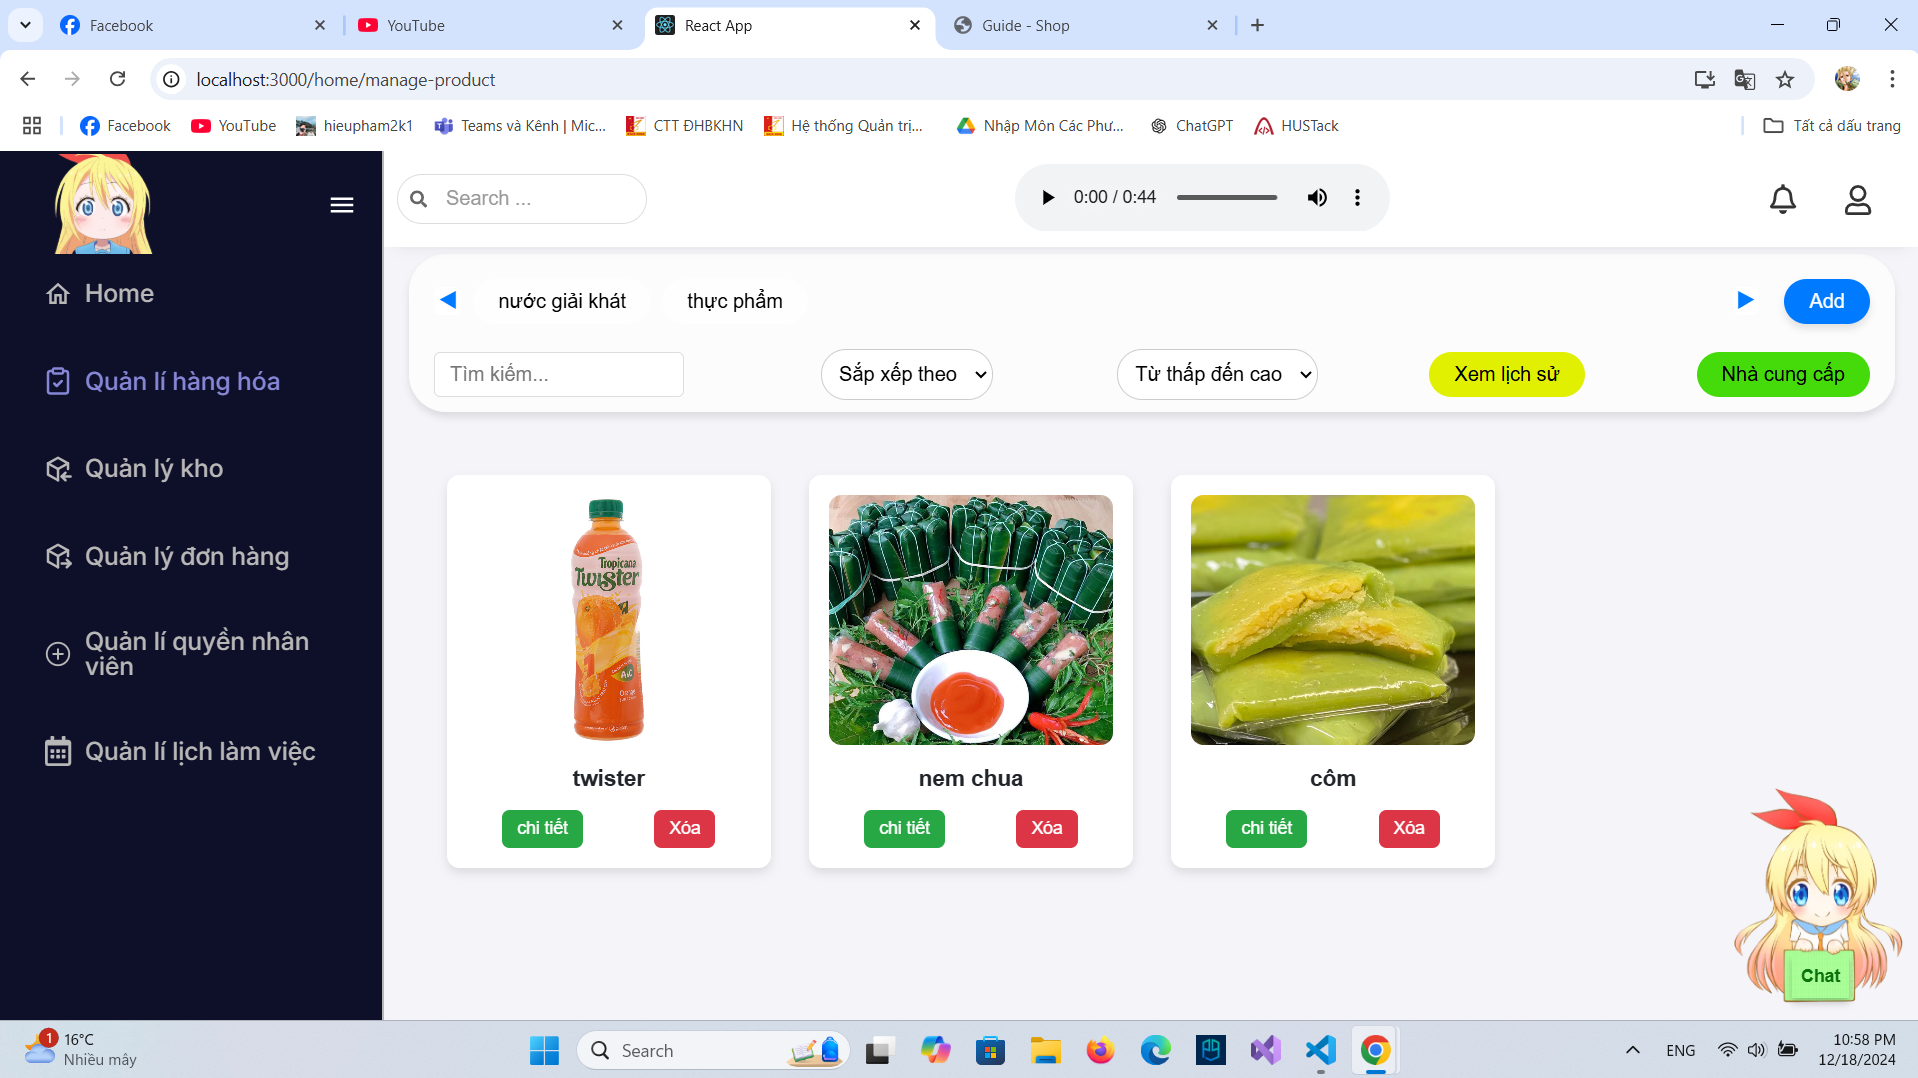 Facebook
YouTube
React App
Guide - Shop
localhost:3000/home/manage-product
Facebook
YouTube
hieupham2k1
Teams và Kênh | Mic...
CTT ĐHBKHN
Hệ thống Quản trị...
Nhập Môn Các Phư...
ChatGPT
HUSTack
Tất cả dấu trang
Search ...
0:00 / 0:44
Home
Quản lí hàng hóa
Quản lý kho
Quản lý đơn hàng
Quản lí quyền nhân
viên
Quản lí lịch làm việc
nước giải khát
thực phẩm
Add
Tìm kiếm...
Sắp xếp theo
Từ thấp đến cao
Xem lịch sử
Nhà cung cấp
Tropicana
Twister
twister
chi tiết
Xóa
nem chua
chi tiết
Xóa
côm
chi tiết
Xóa
Chat
1
16°C
Nhiều mây
Search
ENG
10:58 PM
12/18/2024